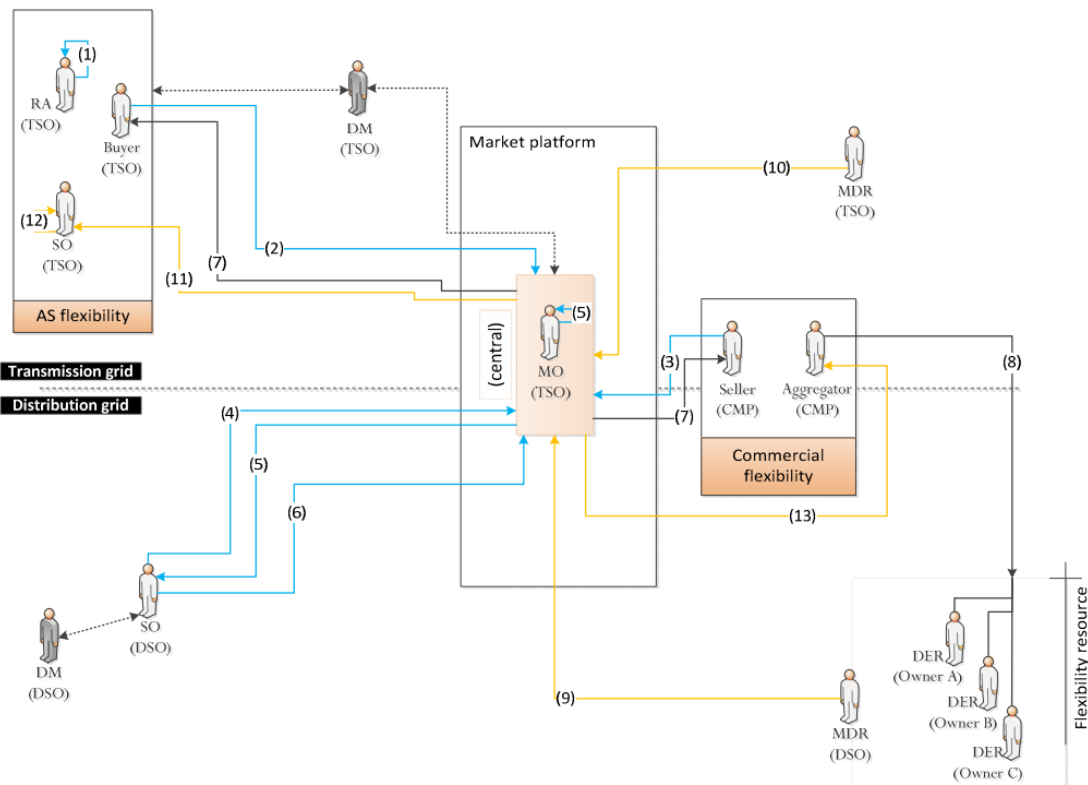 (1)
RA
(TSO)
Buyer
(TSO)
DM
(TSO)
Market platform
(10)
MDR
(TSO)
(12)
SO
(TSO)
(7)
(2)
(11)
AS flexibility
(central)
(5)
MO
(TSO)
(3)
Seller
(CMP)
Aggregator
(CMP)
(8)
Transmission grid
Distribution grid
(4)
(7)
(5)
Commercial
flexibility
(6)
(13)
SO
(DSO)
DM
(DSO)
(9)
MDR
(DSO)
DER
(Owner A)
DER
(Owner B)
DER
(Owner C)
Flexibility resource